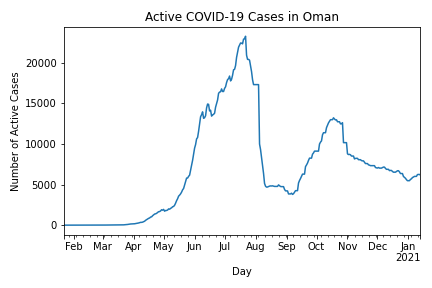 Active COVID-19 Cases in Oman
Number of Active Cases
20000
15000
10000
5000
0
Feb Mar Apr May Jun Jul Aug Sep Oct Nov Dec Jan
2021
Day